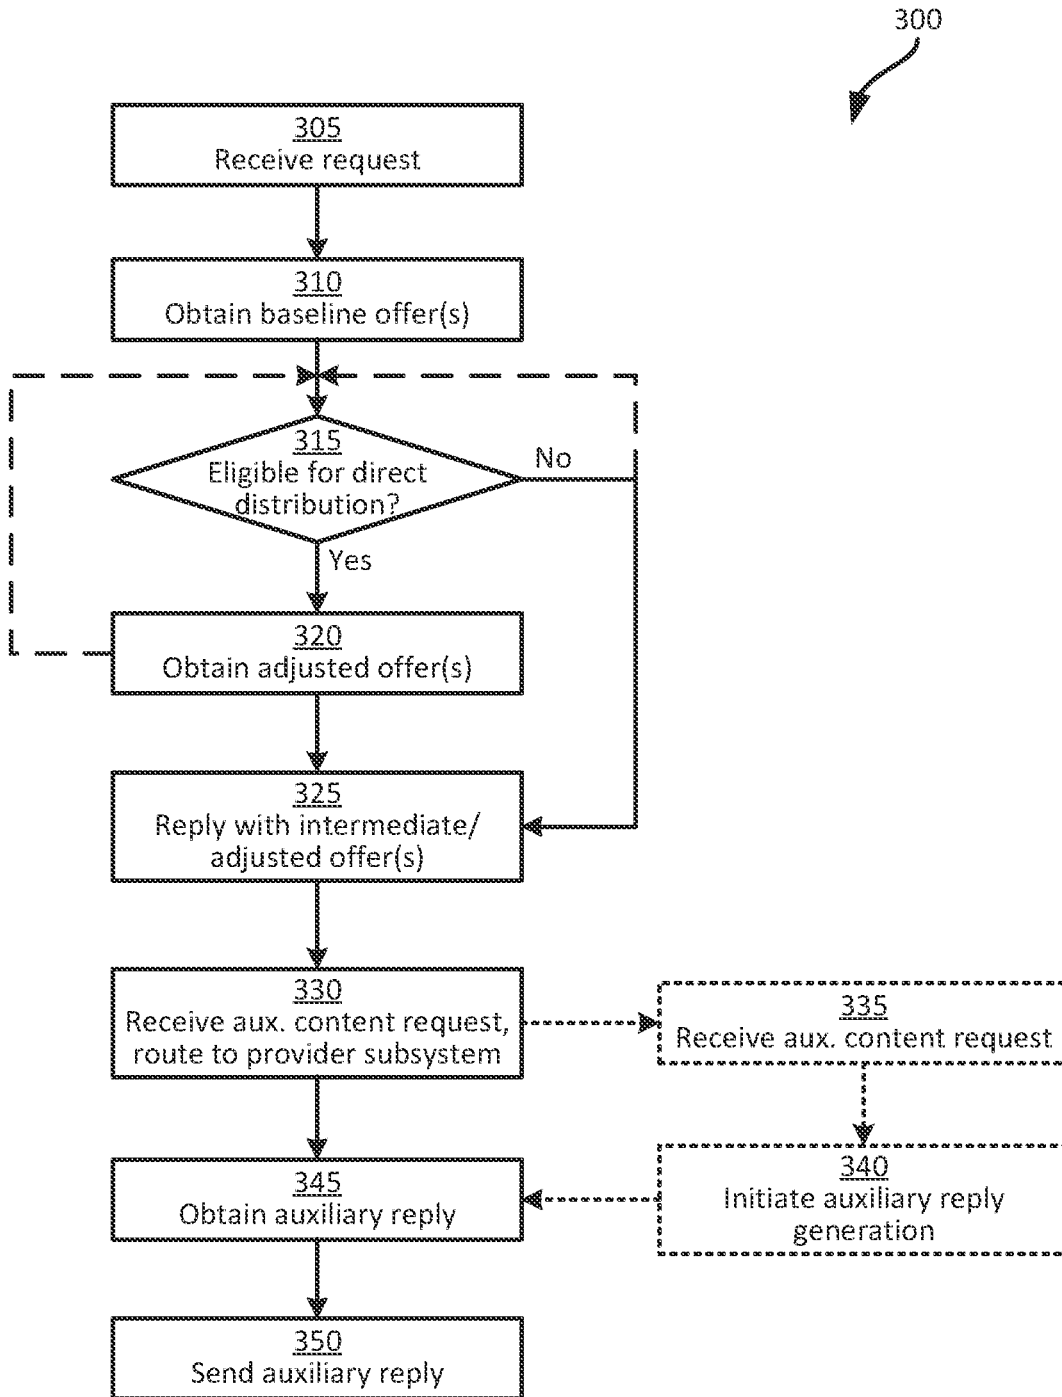 300
305
Receive request
310
Obtain baseline offer(s)
315
Eligible for direct
distribution?
No
Yes
320
Obtain adjusted offer(s)
325
Reply with intermediate/
adjusted offer(s)
330
Receive aux. content request,
route to provider subsystem
335
Receive aux. content request
340
Initiate auxiliary reply
generation
345
Obtain auxiliary reply
350
Send auxiliary reply